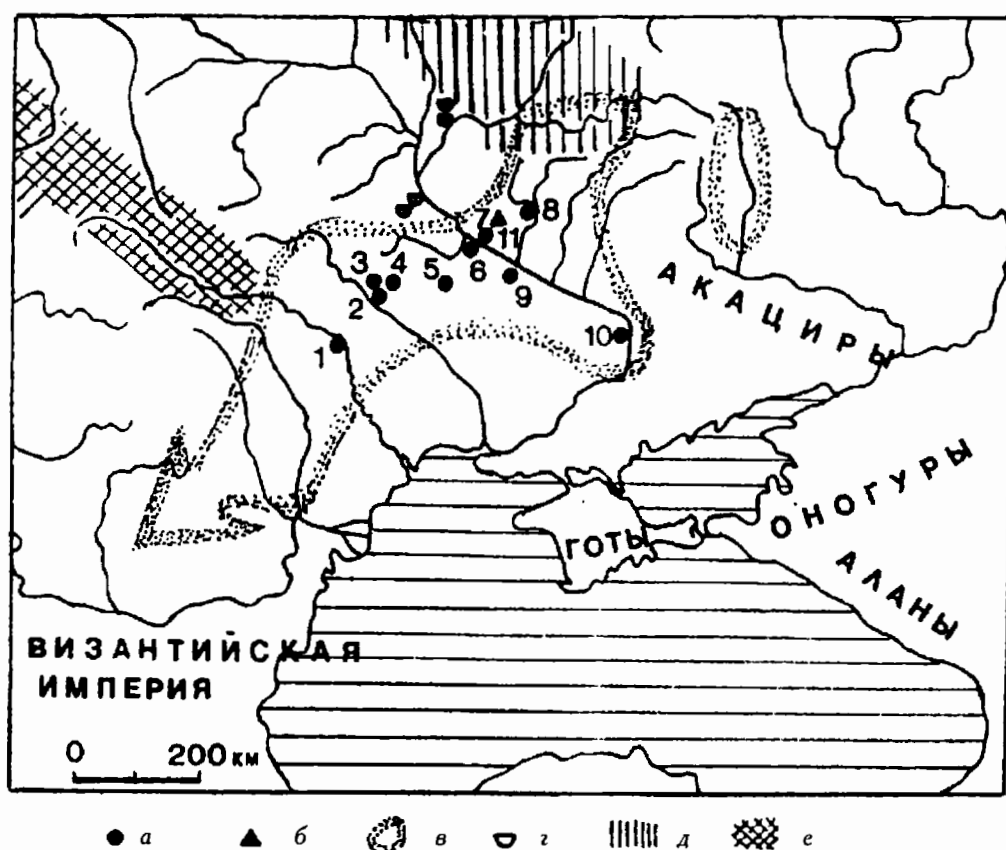 8
7
11
3
4
5
6
9
2
10
1
АКАЦИРЫ
ОНОГУРЫ
ГОТЫ
АЛАНЫ
ВИЗАНТИЙСКАЯ
ИМПЕРИЯ
0 200 км
а б в г д е